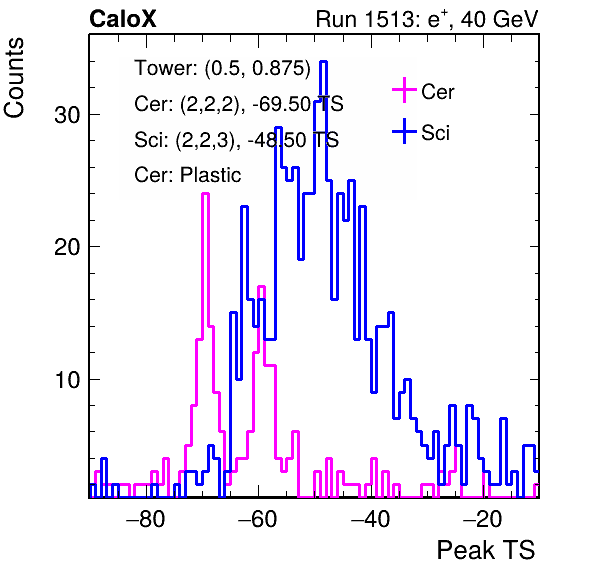 CaloX Run 1513: e⁺, 40 GeV
Counts
Tower: (0.5, 0.875)
Cer: (2,2,2), -69.50 TS
Sci: (2,2,3), -48.50 TS
Cer: Plastic
Cer
Sci
30
20
10
−80 −60 −40 −20
Peak TS